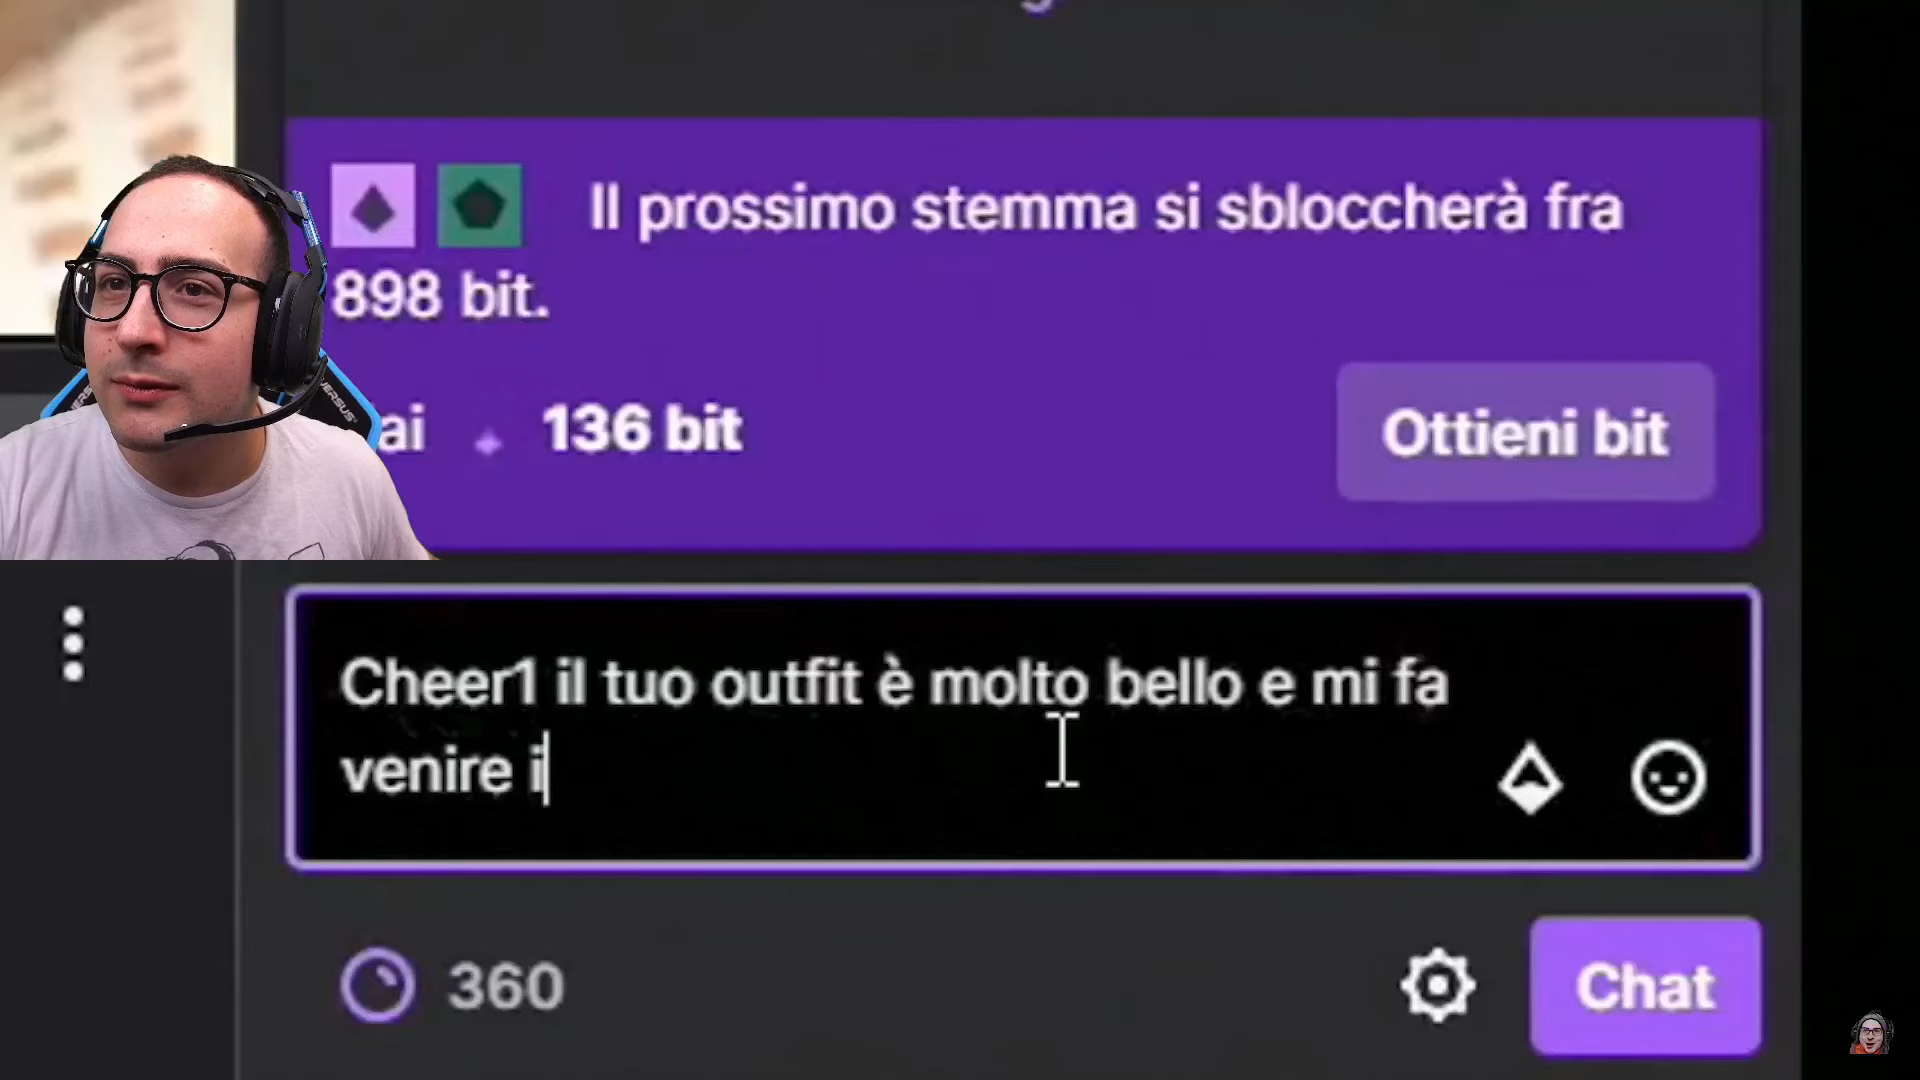 Il prossimo stemma si sbloccherà fra
898 bit.
ai 136 bit
Ottieni bit
Cheer1 il tuo outfit è molto bello e mi fa
venire i
360
Chat